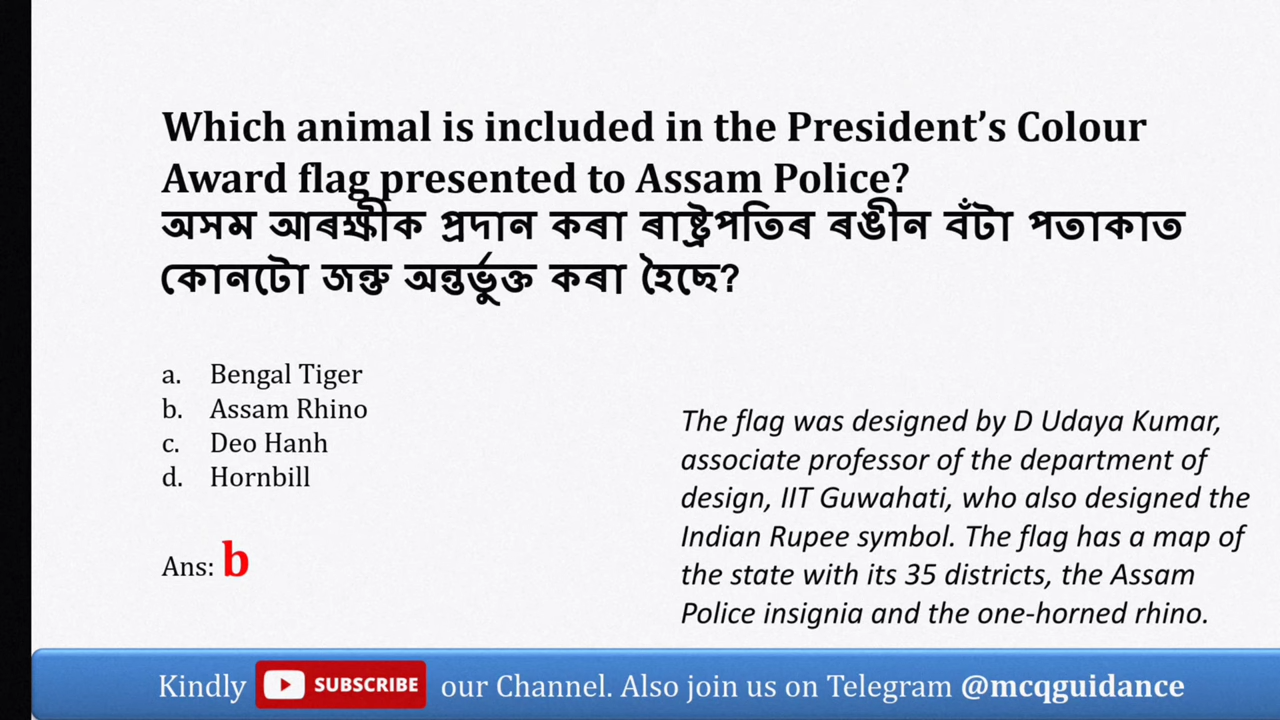 Which animal is included in the President’s Colour
Award flag presented to Assam Police?
অসম আৰক্ষীক প্ৰদান কৰা ৰাষ্ট্ৰপতিৰ ৰঙীন বঁটা পতাকাত
কোনটো জন্তু অন্তৰ্ভুক্ত কৰা হৈছে?
a. Bengal Tiger
b. Assam Rhino
c. Deo Hanh
d. Hornbill
Ans: b
The flag was designed by D Udaya Kumar,
associate professor of the department of
design, IIT Guwahati, who also designed the
Indian Rupee symbol. The flag has a map of
the state with its 35 districts, the Assam
Police insignia and the one-horned rhino.
Kindly SUBSCRIBE our Channel. Also join us on Telegram @mcqguidance